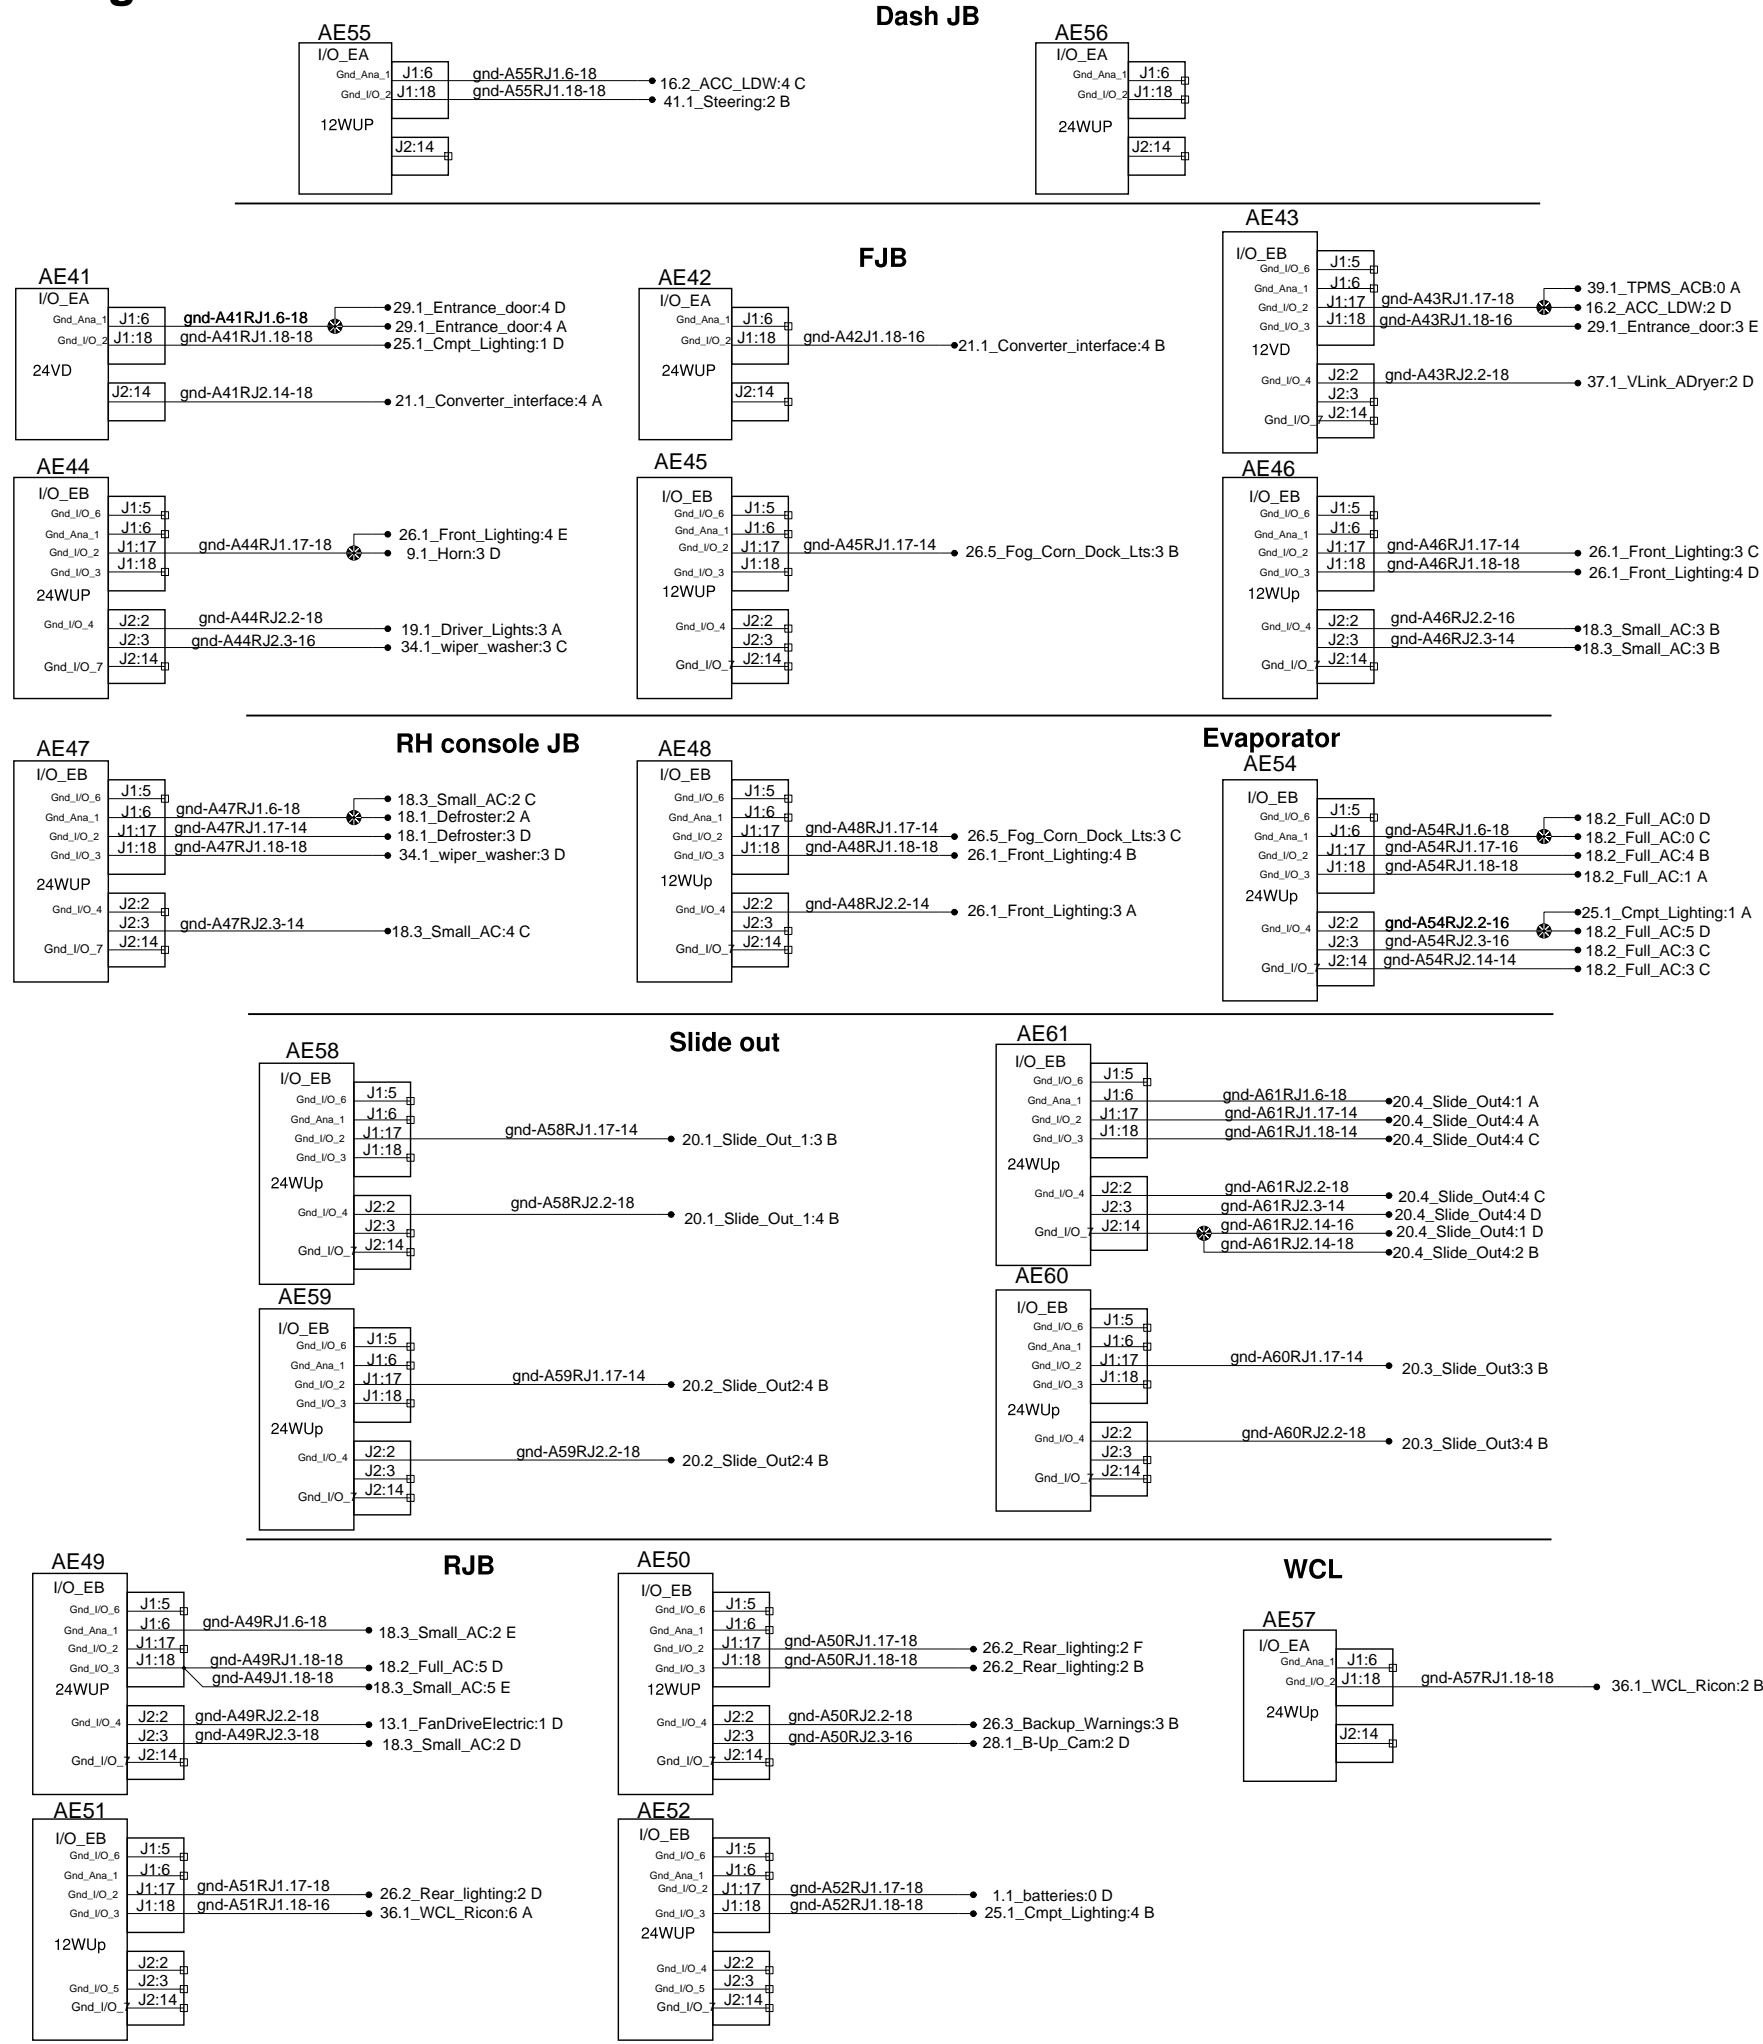 g
Dash JB
AE55
I/O_EA
Gnd_Ana_1 J1:6 gnd-A55RJ1.6-18 16.2_ACC_LDW:4 C
Gnd_I/O_2 J1:18 gnd-A55RJ1.18-18 41.1_Steering:2 B
12WUP
J2:14
AE56
I/O_EA
Gnd_Ana_1 J1:6
Gnd_I/O_2 J1:18
24WUP
J2:14
FJB
AE41
I/O_EA
29.1_Entrance_door:4 D
Gnd_Ana_1 J1:6 gnd-A41RJ1.6-18 29.1_Entrance_door:4 A
Gnd_I/O_2 J1:18 gnd-A41RJ1.18-18 25.1_Cmpt_Lighting:1 D
24VD
J2:14 gnd-A41RJ2.14-18 21.1_Converter_interface:4 A
AE42
I/O_EA
Gnd_Ana_1 J1:6
Gnd_I/O_2 J1:18 gnd-A42J1.18-16 21.1_Converter_interface:4 B
24WUP
J2:14
AE43
I/O_EB
Gnd_I/O_6 J1:5
Gnd_Ana_1 J1:6 39.1_TPMS_ACB:0 A
Gnd_I/O_2 J1:17 gnd-A43RJ1.17-18 16.2_ACC_LDW:2 D
Gnd_I/O_3 J1:18 gnd-A43RJ1.18-16 29.1_Entrance_door:3 E
12VD
Gnd_I/O_4 J2:2 gnd-A43RJ2.2-18 37.1_VLink_ADryer:2 D
J2:3
Gnd_I/O_7 J2:14
AE44
I/O_EB
Gnd_I/O_6 J1:5
Gnd_Ana_1 J1:6 26.1_Front_Lighting:4 E
Gnd_I/O_2 J1:17 gnd-A44RJ1.17-18 9.1_Horn:3 D
Gnd_I/O_3 J1:18
24WUP
Gnd_I/O_4 J2:2 gnd-A44RJ2.2-18 19.1_Driver_Lights:3 A
J2:3 gnd-A44RJ2.3-16 34.1_wiper_washer:3 C
Gnd_I/O_7 J2:14
AE45
I/O_EB
Gnd_I/O_6 J1:5
Gnd_Ana_1 J1:6
Gnd_I/O_2 J1:17 gnd-A45RJ1.17-14 26.5_Fog_Corn_Dock_Lts:3 B
Gnd_I/O_3 J1:18
12WUP
Gnd_I/O_4 J2:2
J2:3
Gnd_I/O_7 J2:14
AE46
I/O_EB
Gnd_I/O_6 J1:5
Gnd_Ana_1 J1:6
Gnd_I/O_2 J1:17 gnd-A46RJ1.17-14 26.1_Front_Lighting:3 C
Gnd_I/O_3 J1:18 gnd-A46RJ1.18-18 26.1_Front_Lighting:4 D
12WUp
Gnd_I/O_4 J2:2 gnd-A46RJ2.2-16 18.3_Small_AC:3 B
J2:3 gnd-A46RJ2.3-14 18.3_Small_AC:3 B
Gnd_I/O_7 J2:14
RH console JB
AE47
I/O_EB
Gnd_I/O_6 J1:5 18.3_Small_AC:2 C
Gnd_Ana_1 J1:6 gnd-A47RJ1.6-18 18.1_Defroster:2 A
Gnd_I/O_2 J1:17 gnd-A47RJ1.17-14 18.1_Defroster:3 D
Gnd_I/O_3 J1:18 gnd-A47RJ1.18-18 34.1_wiper_washer:3 D
24WUP
Gnd_I/O_4 J2:2
J2:3 gnd-A47RJ2.3-14 18.3_Small_AC:4 C
Gnd_I/O_7 J2:14
AE48
I/O_EB
Gnd_I/O_6 J1:5
Gnd_Ana_1 J1:6
Gnd_I/O_2 J1:17 gnd-A48RJ1.17-14 26.5_Fog_Corn_Dock_Lts:3 C
Gnd_I/O_3 J1:18 gnd-A48RJ1.18-18 26.1_Front_Lighting:4 B
12WUp
Gnd_I/O_4 J2:2 gnd-A48RJ2.2-14 26.1_Front_Lighting:3 A
J2:3
Gnd_I/O_7 J2:14
Evaporator
AE54
I/O_EB
Gnd_I/O_6 J1:5 18.2_Full_AC:0 D
Gnd_Ana_1 J1:6 gnd-A54RJ1.6-18 18.2_Full_AC:0 C
Gnd_I/O_2 J1:17 gnd-A54RJ1.17-16 18.2_Full_AC:4 B
Gnd_I/O_3 J1:18 gnd-A54RJ1.18-18 18.2_Full_AC:1 A
24WUp
25.1_Cmpt_Lighting:1 A
Gnd_I/O_4 J2:2 gnd-A54RJ2.2-16 18.2_Full_AC:5 D
J2:3 gnd-A54RJ2.3-16 18.2_Full_AC:3 C
Gnd_I/O_7 J2:14 gnd-A54RJ2.14-14 18.2_Full_AC:3 C
Slide out
AE58
I/O_EB
Gnd_I/O_6 J1:5
Gnd_Ana_1 J1:6
Gnd_I/O_2 J1:17 gnd-A58RJ1.17-14 20.1_Slide_Out_1:3 B
Gnd_I/O_3 J1:18
24WUp
Gnd_I/O_4 J2:2 gnd-A58RJ2.2-18 20.1_Slide_Out_1:4 B
J2:3
Gnd_I/O_7 J2:14
AE61
I/O_EB
Gnd_I/O_6 J1:5
Gnd_Ana_1 J1:6 gnd-A61RJ1.6-18 20.4_Slide_Out4:1 A
Gnd_I/O_2 J1:17 gnd-A61RJ1.17-14 20.4_Slide_Out4:4 A
Gnd_I/O_3 J1:18 gnd-A61RJ1.18-14 20.4_Slide_Out4:4 C
24WUp
Gnd_I/O_4 J2:2 gnd-A61RJ2.2-18 20.4_Slide_Out4:4 C
J2:3 gnd-A61RJ2.3-14 20.4_Slide_Out4:4 D
Gnd_I/O_7 J2:14 gnd-A61RJ2.14-16 20.4_Slide_Out4:1 D
gnd-A61RJ2.14-18 20.4_Slide_Out4:2 B
AE59
I/O_EB
Gnd_I/O_6 J1:5
Gnd_Ana_1 J1:6
Gnd_I/O_2 J1:17 gnd-A59RJ1.17-14 20.2_Slide_Out2:4 B
Gnd_I/O_3 J1:18
24WUp
Gnd_I/O_4 J2:2 gnd-A59RJ2.2-18 20.2_Slide_Out2:4 B
J2:3
Gnd_I/O_7 J2:14
AE60
I/O_EB
Gnd_I/O_6 J1:5
Gnd_Ana_1 J1:6
Gnd_I/O_2 J1:17 gnd-A60RJ1.17-14 20.3_Slide_Out3:3 B
Gnd_I/O_3 J1:18
24WUp
Gnd_I/O_4 J2:2 gnd-A60RJ2.2-18 20.3_Slide_Out3:4 B
J2:3
Gnd_I/O_7 J2:14
RJB
AE49
I/O_EB
Gnd_I/O_6 J1:5
Gnd_Ana_1 J1:6 gnd-A49RJ1.6-18 18.3_Small_AC:2 E
Gnd_I/O_2 J1:17
Gnd_I/O_3 J1:18 gnd-A49RJ1.18-18 18.2_Full_AC:5 D
gnd-A49J1.18-18 18.3_Small_AC:5 E
24WUP
Gnd_I/O_4 J2:2 gnd-A49RJ2.2-18 13.1_FanDriveElectric:1 D
J2:3 gnd-A49RJ2.3-18 18.3_Small_AC:2 D
Gnd_I/O_7 J2:14
AE50
I/O_EB
Gnd_I/O_6 J1:5
Gnd_Ana_1 J1:6
Gnd_I/O_2 J1:17 gnd-A50RJ1.17-18 26.2_Rear_lighting:2 F
Gnd_I/O_3 J1:18 gnd-A50RJ1.18-18 26.2_Rear_lighting:2 B
12WUP
Gnd_I/O_4 J2:2 gnd-A50RJ2.2-18 26.3_Backup_Warnings:3 B
J2:3 gnd-A50RJ2.3-16 28.1_B-Up_Cam:2 D
Gnd_I/O_7 J2:14
WCL
AE57
I/O_EA
Gnd_Ana_1 J1:6
Gnd_I/O_2 J1:18 gnd-A57RJ1.18-18 36.1_WCL_Ricon:2 B
24WUp
J2:14
AE51
I/O_EB
Gnd_I/O_6 J1:5
Gnd_Ana_1 J1:6
Gnd_I/O_2 J1:17 gnd-A51RJ1.17-18 26.2_Rear_lighting:2 D
Gnd_I/O_3 J1:18 gnd-A51RJ1.18-16 36.1_WCL_Ricon:6 A
12WUp
J2:2
Gnd_I/O_5 J2:3
Gnd_I/O_7 J2:14
AE52
I/O_EB
Gnd_I/O_6 J1:5
Gnd_Ana_1 J1:6
Gnd_I/O_2 J1:17 gnd-A52RJ1.17-18 1.1_batteries:0 D
Gnd_I/O_3 J1:18 gnd-A52RJ1.18-18 25.1_Cmpt_Lighting:4 B
24WUP
Gnd_I/O_4 J2:2
Gnd_I/O_5 J2:3
Gnd_I/O_7 J2:14